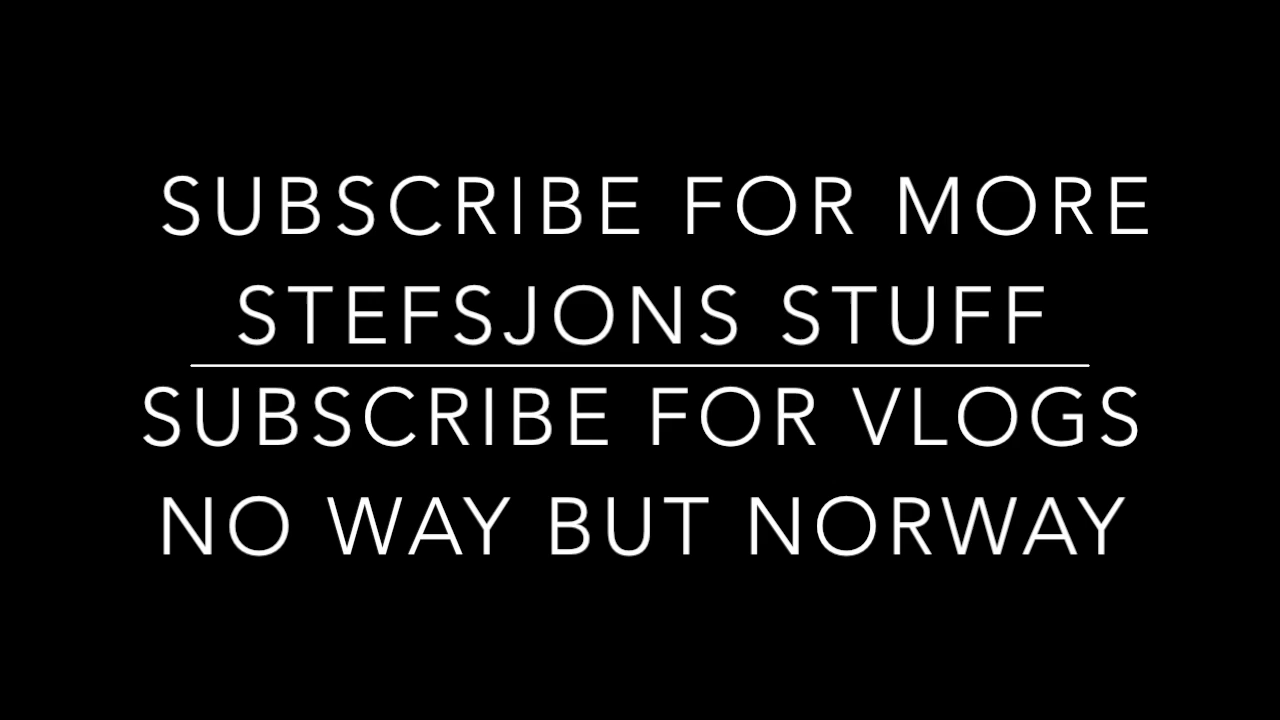 SUBSCRIBE FOR MORE
STEFSJONS STUFF
SUBSCRIBE FOR VLOGS
NO WAY BUT NORWAY